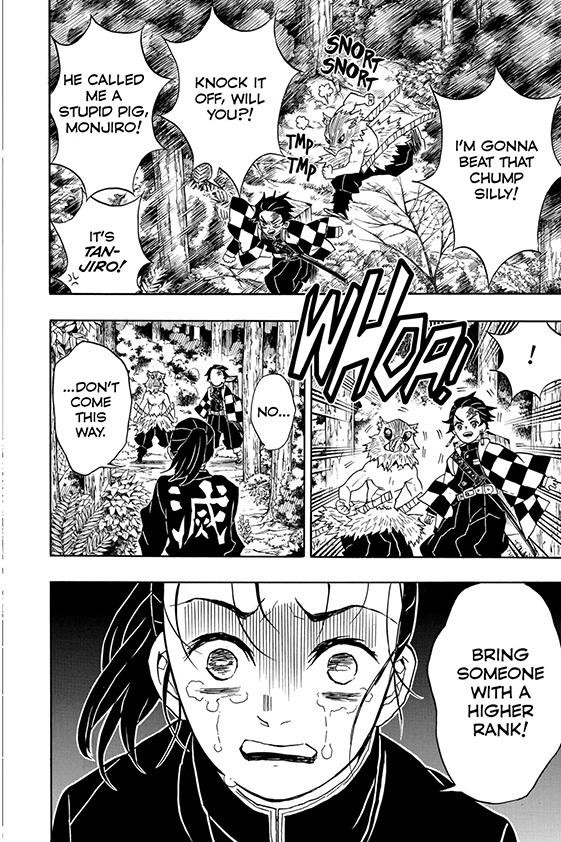 I'M GONNA
BEAT THAT
CHUMP
SILLY!
SNORT
SNORT
TMP
TMP
KNOCK IT
OFF, WILL
YOU?!
HE CALLED
ME A
STUPID PIG,
MONJIRO!
IT'S
TAN-
JIRO!
!
WHOA!
NO...
...DON'T
COME
THIS
WAY.
滅
BRING
SOMEONE
WITH A
HIGHER
RANK!